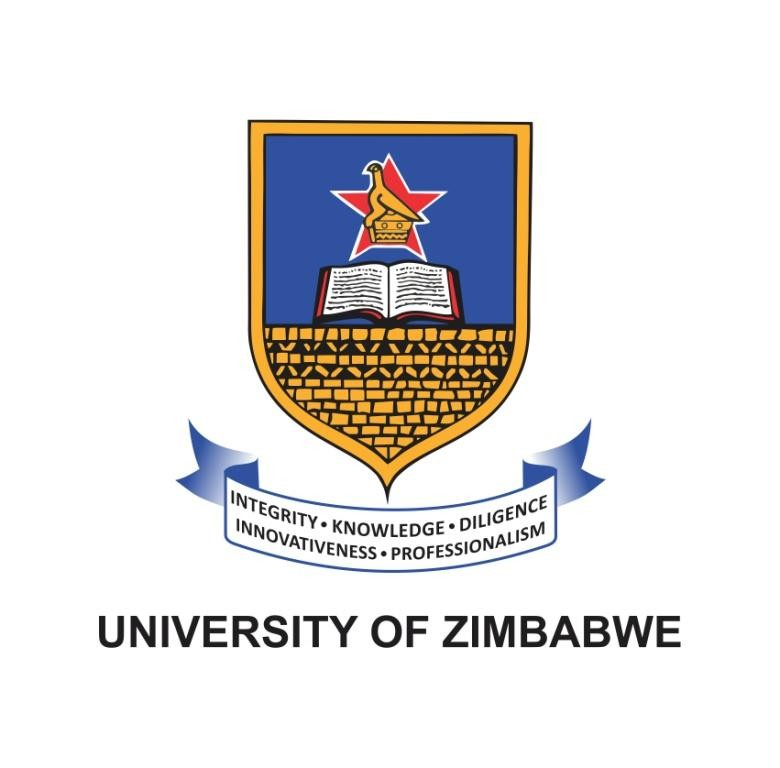 INTEGRITY • KNOWLEDGE • DILIGENCE
INNOVATIVENESS • PROFESSIONALISM
UNIVERSITY OF ZIMBABWE